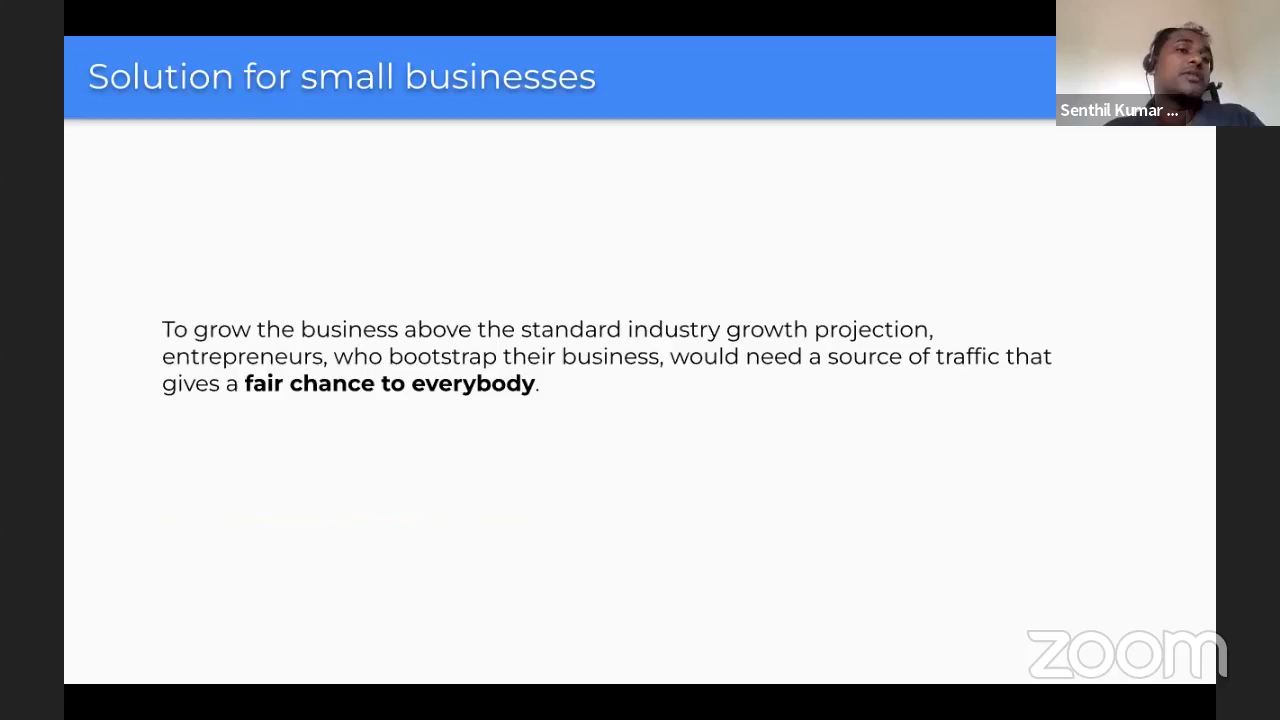 Solution for small businesses
Senthil Kumar ...
To grow the business above the standard industry growth projection,
entrepreneurs, who bootstrap their business, would need a source of traffic that
gives a fair chance to everybody.
zoom